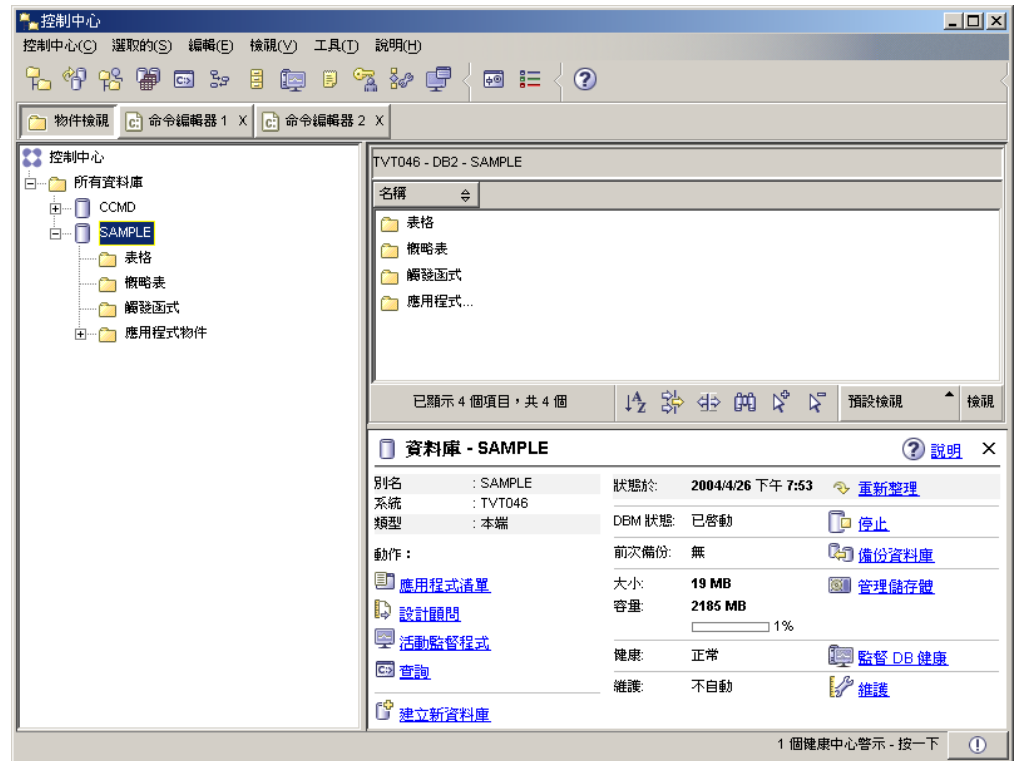 控制中心
控制中心(C) 選取的(S) 編輯(E) 檢視(V) 工具(T) 說明(H)
物件檢視 命令編輯器 1 X 命令編輯器 2 X
控制中心
所有資料庫
CCMD
SAMPLE
表格
概略表
觸發函式
應用程式物件
TVT046 - DB2 - SAMPLE
名稱
表格
概略表
觸發函式
應用程式...
已顯示 4 個項目，共 4 個 預設檢視 檢視
資料庫 - SAMPLE 說明
別名 : SAMPLE
系統 : TVT046
類型 : 本端
動作：
應用程式清單
設計顧問
活動監督程式
查詢
建立新資料庫
狀態於: 2004/4/26 下午 7:53 重新整理
DBM 狀態: 已啟動 停止
前次備份: 無 備份資料庫
大小: 19 MB 管理儲存體
容量: 2185 MB
1%
健康: 正常 監督 DB 健康
維護: 不自動 維護
1 個健康中心警示 - 按一下